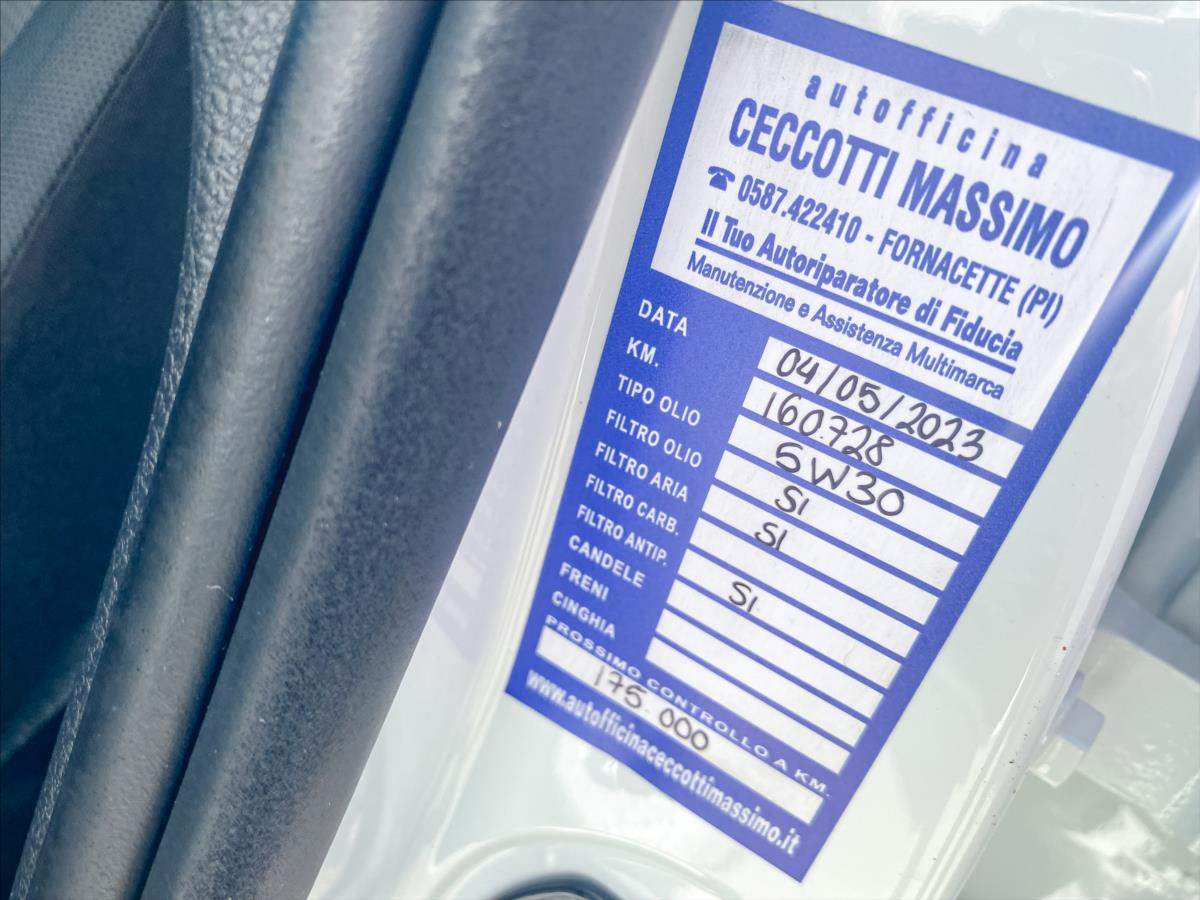 autofficina
CECCOTTI MASSIMO
☎ 0587.422410 - FORNACETTE (PI)
Il Tuo Autoriparatore di Fiducia
Manutenzione e Assistenza Multimarca
DATA 04/05/2023
KM. 160.728
TIPO OLIO 5W30
FILTRO OLIO SI
FILTRO ARIA SI
FILTRO CARB.
FILTRO ANTIP. SI
CANDELE
FRENI
CINGHIA
PROSSIMO CONTROLLO A KM.
175.000
www.autofficinaceccottimassimo.it